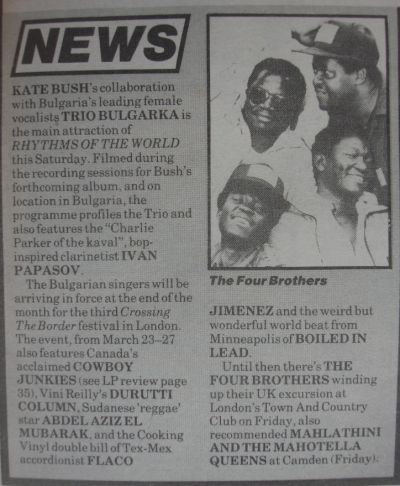 NEWS
KATE BUSH's collaboration
with Bulgaria's leading female
vocalists TRIO BULGARKA is
the main attraction of
RHYTHMS OF THE WORLD
this Saturday. Filmed during
the recording sessions for Bush's
forthcoming album, and on
location in Bulgaria, the
programme profiles the Trio and
also features the "Charlie
Parker of the kaval", bop-
inspired clarinetist IVAN
PAPASOV.
The Bulgarian singers will be
arriving in force at the end of the
month for the third Crossing
The Border festival in London.
The event, from March 23-27
also features Canada's
acclaimed COWBOY
JUNKIES (see LP review page
35), Vini Reilly's DURUTTI
COLUMN, Sudanese 'reggae'
star ABDEL AZIZ EL
MUBARAK, and the Cooking
Vinyl double bill of Tex-Mex
accordionist FLACO
The Four Brothers
JIMENEZ and the weird but
wonderful world beat from
Minneapolis of BOILED IN
LEAD.
Until then there's THE
FOUR BROTHERS winding
up their UK excursion at
London's Town And Country
Club on Friday, also
recommended MAHLATHINI
AND THE MAHOTELLA
QUEENS at Camden (Friday).